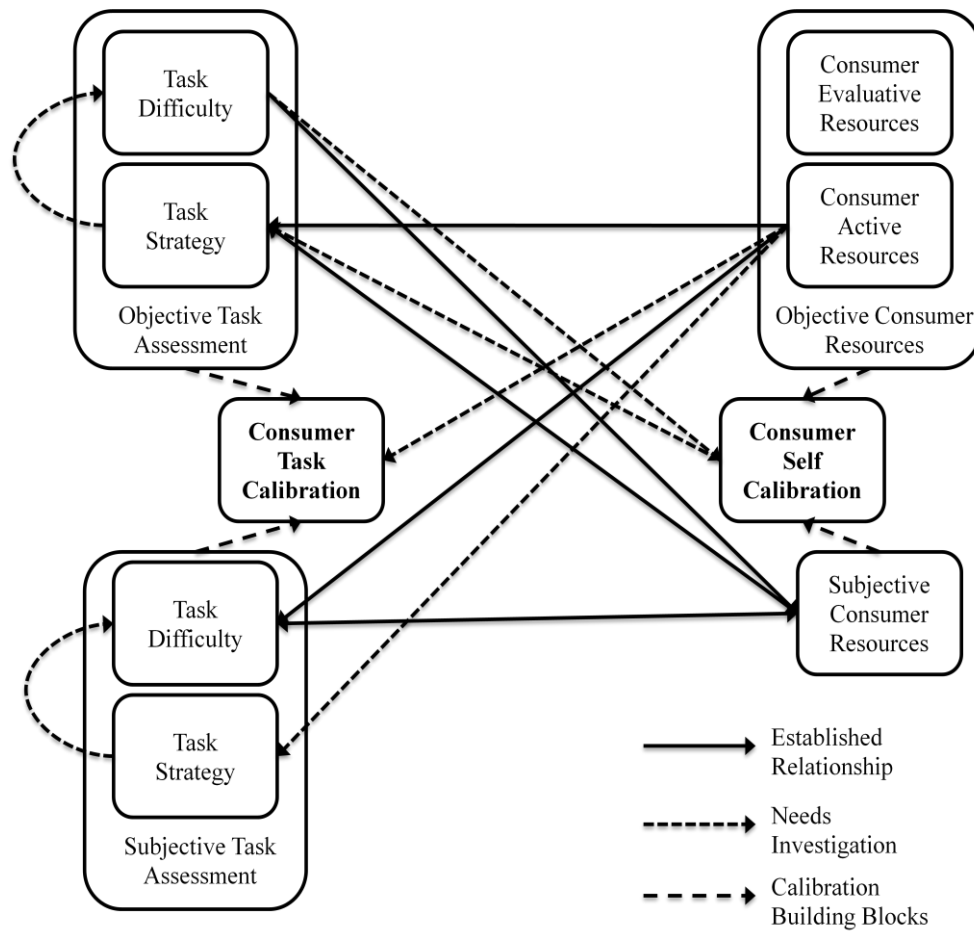 Task
Difficulty
Task
Strategy
Objective Task
Assessment
Consumer
Evaluative
Resources
Consumer
Active
Resources
Objective Consumer
Resources
Consumer
Task
Calibration
Consumer
Self
Calibration
Task
Difficulty
Task
Strategy
Subjective Task
Assessment
Subjective
Consumer
Resources
Established
Relationship
Needs
Investigation
Calibration
Building Blocks